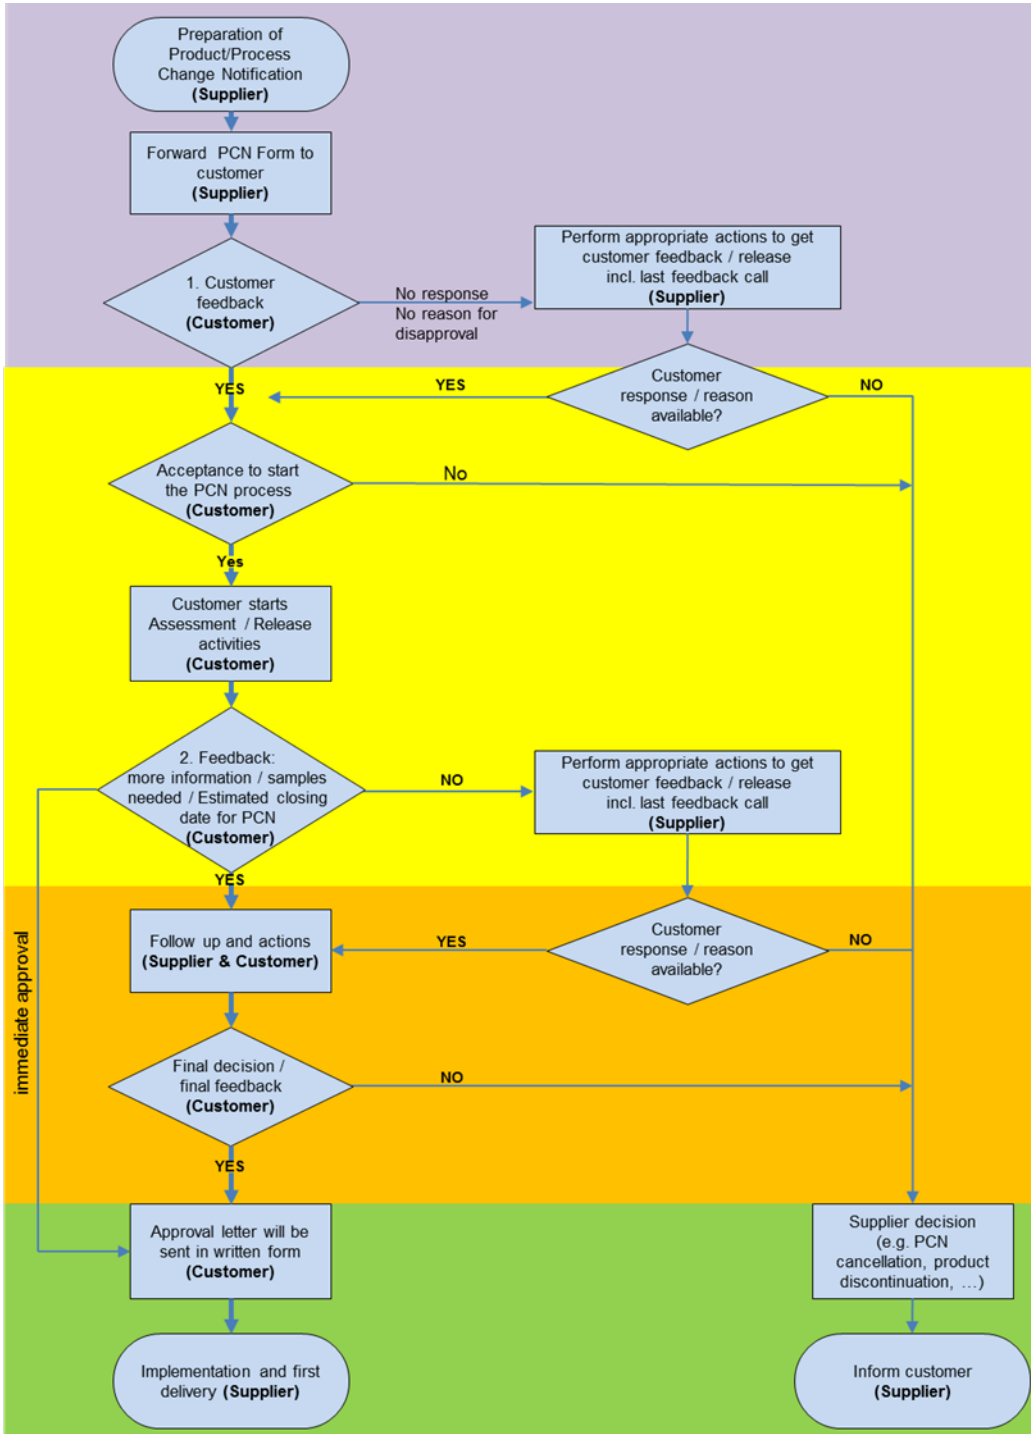 Preparation of
Product/Process
Change Notification
(Supplier)
Forward PCN Form to
customer
(Supplier)
1. Customer
feedback
(Customer)
No response
No reason for
disapproval
Perform appropriate actions to get
customer feedback / release
incl. last feedback call
(Supplier)
Customer
response / reason
available?
YES
NO
YES
Acceptance to start
the PCN process
(Customer)
No
Yes
Customer starts
Assessment / Release
activities
(Customer)
2. Feedback:
more information / samples
needed / Estimated closing
date for PCN
(Customer)
NO
Perform appropriate actions to get
customer feedback / release
incl. last feedback call
(Supplier)
YES
Customer
response / reason
available?
YES
NO
Follow up and actions
(Supplier & Customer)
immediate approval
Final decision /
final feedback
(Customer)
NO
YES
Approval letter will be
sent in written form
(Customer)
Supplier decision
(e.g. PCN
cancellation, product
discontinuation, …)
Implementation and first
delivery (Supplier)
Inform customer
(Supplier)